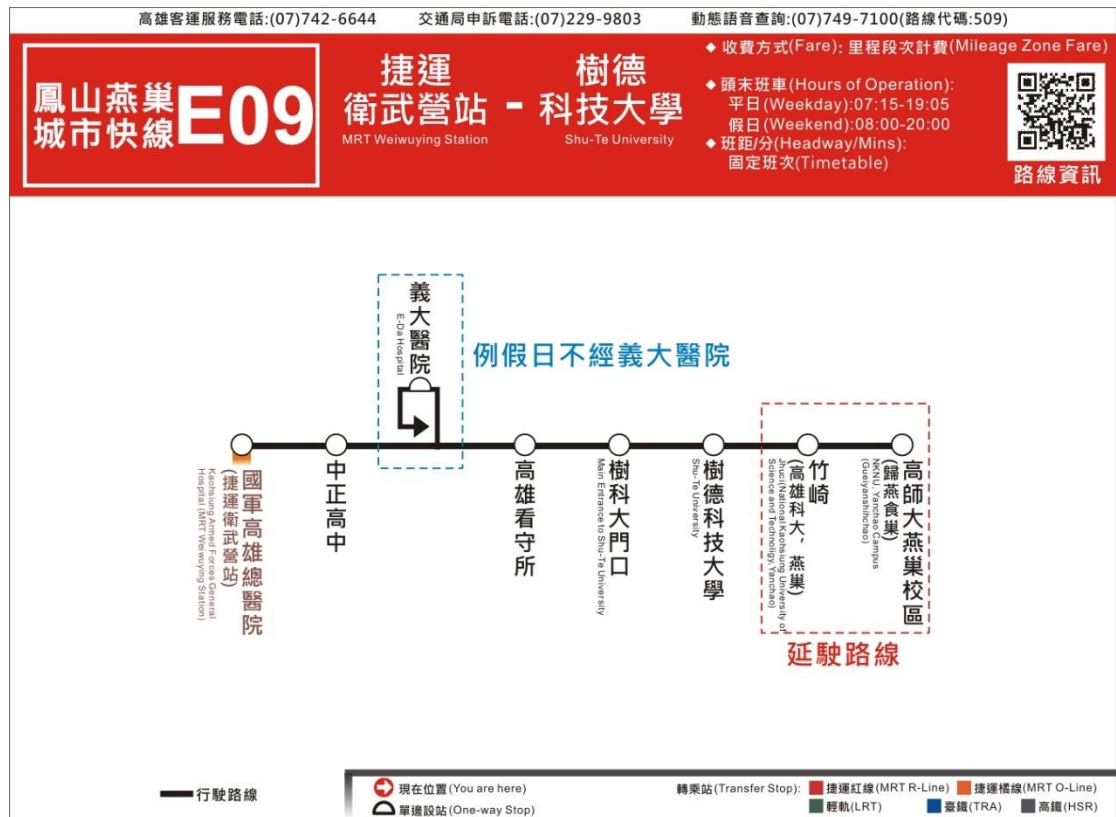 高雄客運服務電話:(07)742-6644
交通局申訴電話:(07)229-9803
動態語音查詢:(07)749-7100(路線代碼:509)
鳳山燕巢
城市快線
E09
捷運
衛武營站
MRT Weiwuying Station
-
樹德
科技大學
Shu-Te University
◆ 收費方式(Fare): 里程段次計費(Mileage Zone Fare)
◆ 頭末班車(Hours of Operation):
平日(Weekday):07:15-19:05
假日(Weekend):08:00-20:00
◆ 班距/分(Headway/Mins):
固定班次(Timetable)
路線資訊
義大醫院
E-Da Hospital
例假日不經義大醫院
國軍高雄總醫院
(捷運衛武營站)
Kaohsiung Armed Forces General
Hospital (MRT Weiwuying Station)
中正高中
高雄看守所
樹科大門口
Main Entrance to Shu-Te University
樹德科技大學
Shu-Te University
竹崎
(高雄科大，燕巢)
Jhuci(National Kaohsiung University of
Science and Technology, Yanchao)
高師大燕巢校區
(歸燕食巢)
NKNU, Yanchao Campus
(Gueiyanshihchao)
延駛路線
行駛路線
現在位置(You are here)
單邊設站(One-way Stop)
轉乘站(Transfer Stop):
捷運紅線(MRT R-Line)
捷運橘線(MRT O-Line)
輕軌(LRT)
臺鐵(TRA)
高鐵(HSR)